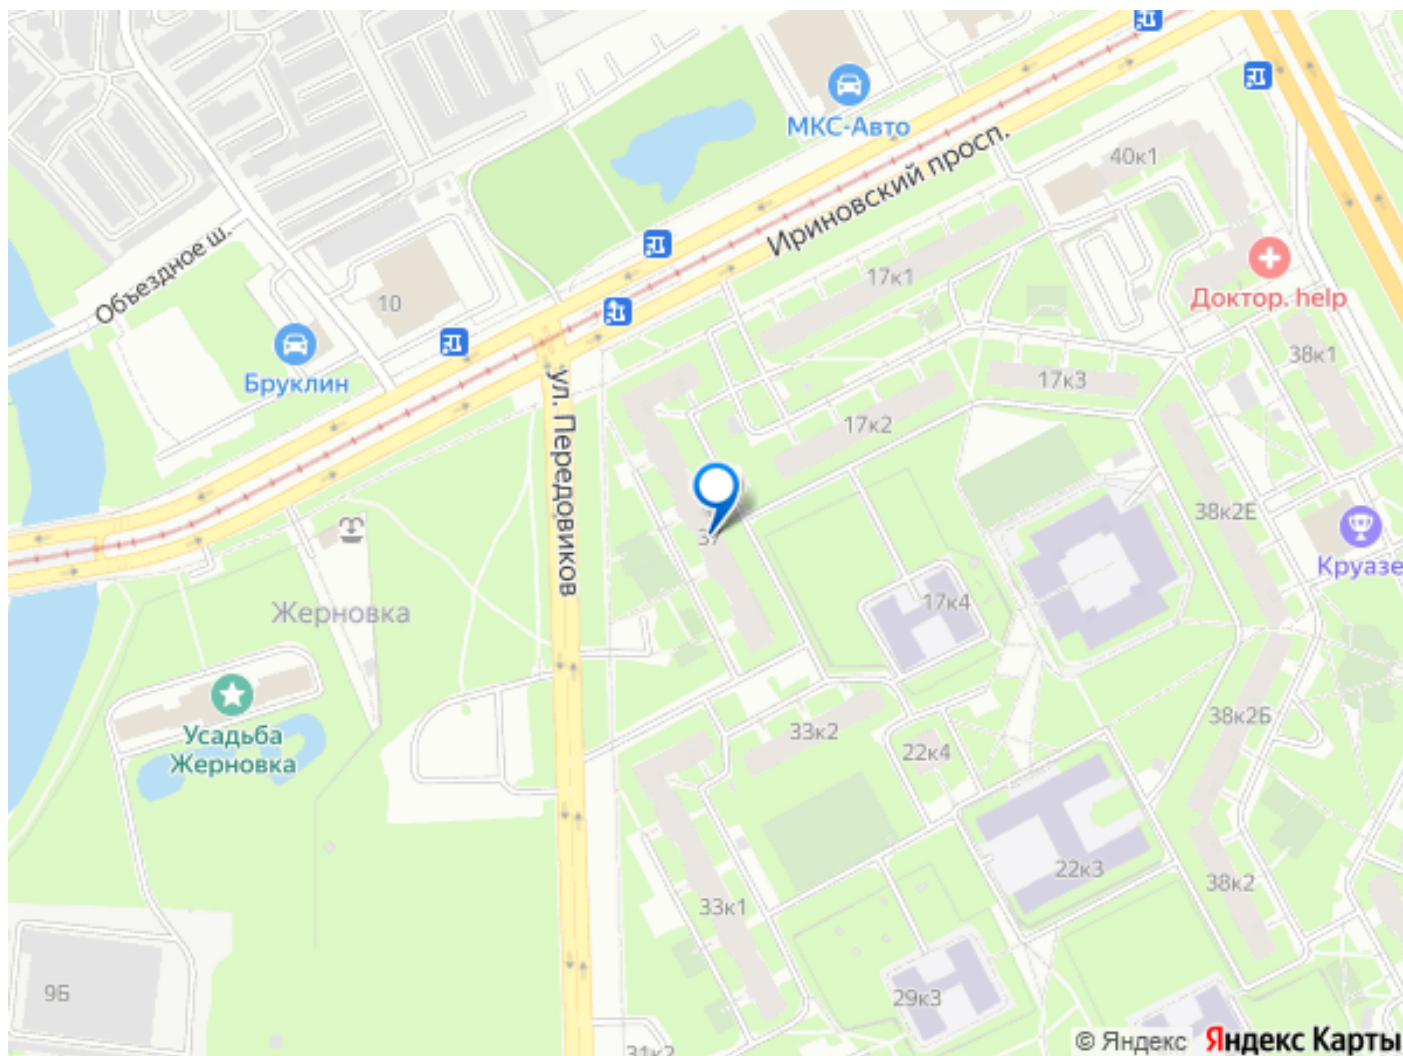 МКС-Авто
Ириновский просп.
40к1
Объездное ш.
10
17к1
Доктор. help
Бруклин
38к1
17к3
17к2
ул. Передовиков
38к2Е
37
Круазе
17к4
Жерновка
Усадьба
Жерновка
33к2
38к2Б
22к4
22к3
38к2
33к1
9Б
29к3
31к2
© Яндекс Яндекс Карты